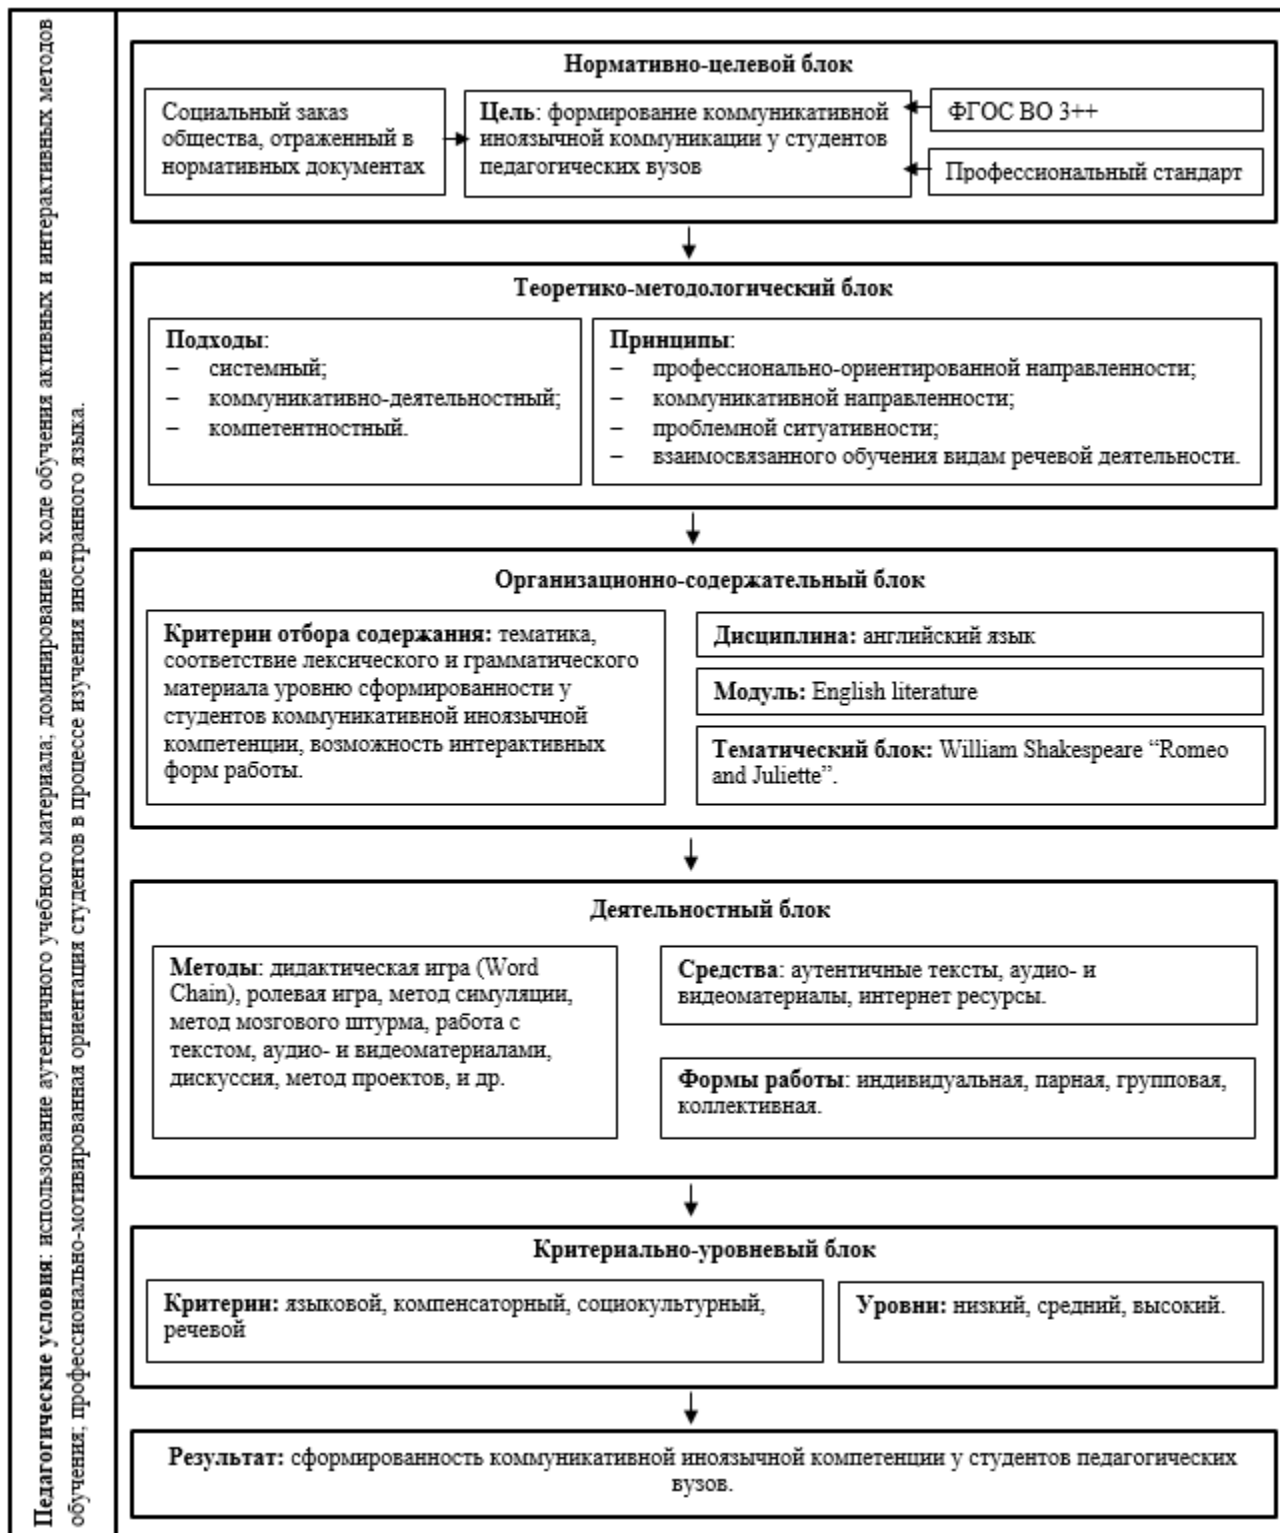 Педагогические условия: использование аутентичного учебного материала; доминирование в ходе обучения активных и интерактивных методов
обучения; профессионально-мотивированная ориентация студентов в процессе изучения иностранного языка.
Нормативно-целевой блок
Социальный заказ
общества, отраженный в
нормативных документах
Цель: формирование коммуникативной
иноязычной коммуникации у студентов
педагогических вузов
ФГОС ВО 3++
Профессиональный стандарт
Теоретико-методологический блок
Подходы:
– системный;
– коммуникативно-деятельностный;
– компетентностный.
Принципы:
– профессионально-ориентированной направленности;
– коммуникативной направленности;
– проблемной ситуативности;
– взаимосвязанного обучения видам речевой деятельности.
Организационно-содержательный блок
Критерии отбора содержания: тематика,
соответствие лексического и грамматического
материала уровню сформированности у
студентов коммуникативной иноязычной
компетенции, возможность интерактивных
форм работы.
Дисциплина: английский язык
Модуль: English literature
Тематический блок: William Shakespeare “Romeo
and Juliette”.
Деятельностный блок
Методы: дидактическая игра (Word
Chain), ролевая игра, метод симуляции,
метод мозгового штурма, работа с
текстом, аудио- и видеоматериалами,
дискуссия, метод проектов, и др.
Средства: аутентичные тексты, аудио- и
видеоматериалы, интернет ресурсы.
Формы работы: индивидуальная, парная, групповая,
коллективная.
Критериально-уровневый блок
Критерии: языковой, компенсаторный, социокультурный,
речевой
Уровни: низкий, средний, высокий.
Результат: сформированность коммуникативной иноязычной компетенции у студентов педагогических
вузов.